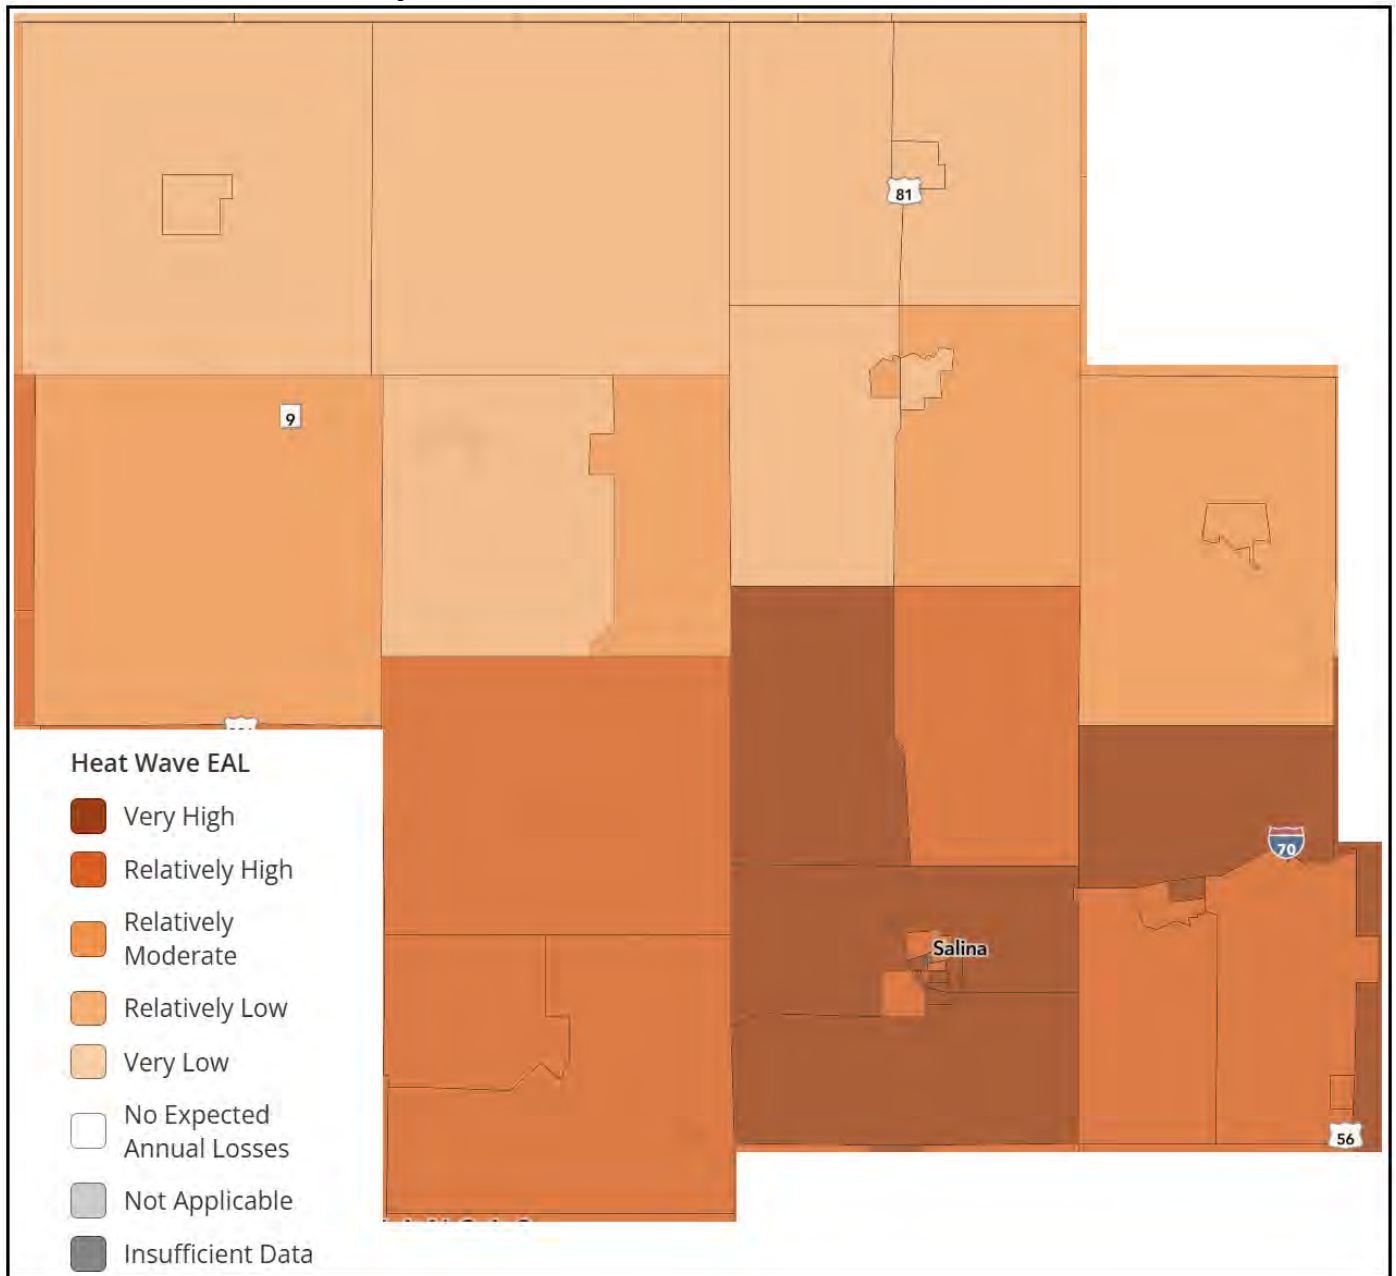 81
9
Heat Wave EAL
Very High
Relatively High
Relatively
Moderate
70
Salina
Relatively Low
Very Low
No Expected
Annual Losses
56
Not Applicable
Insufficient Data